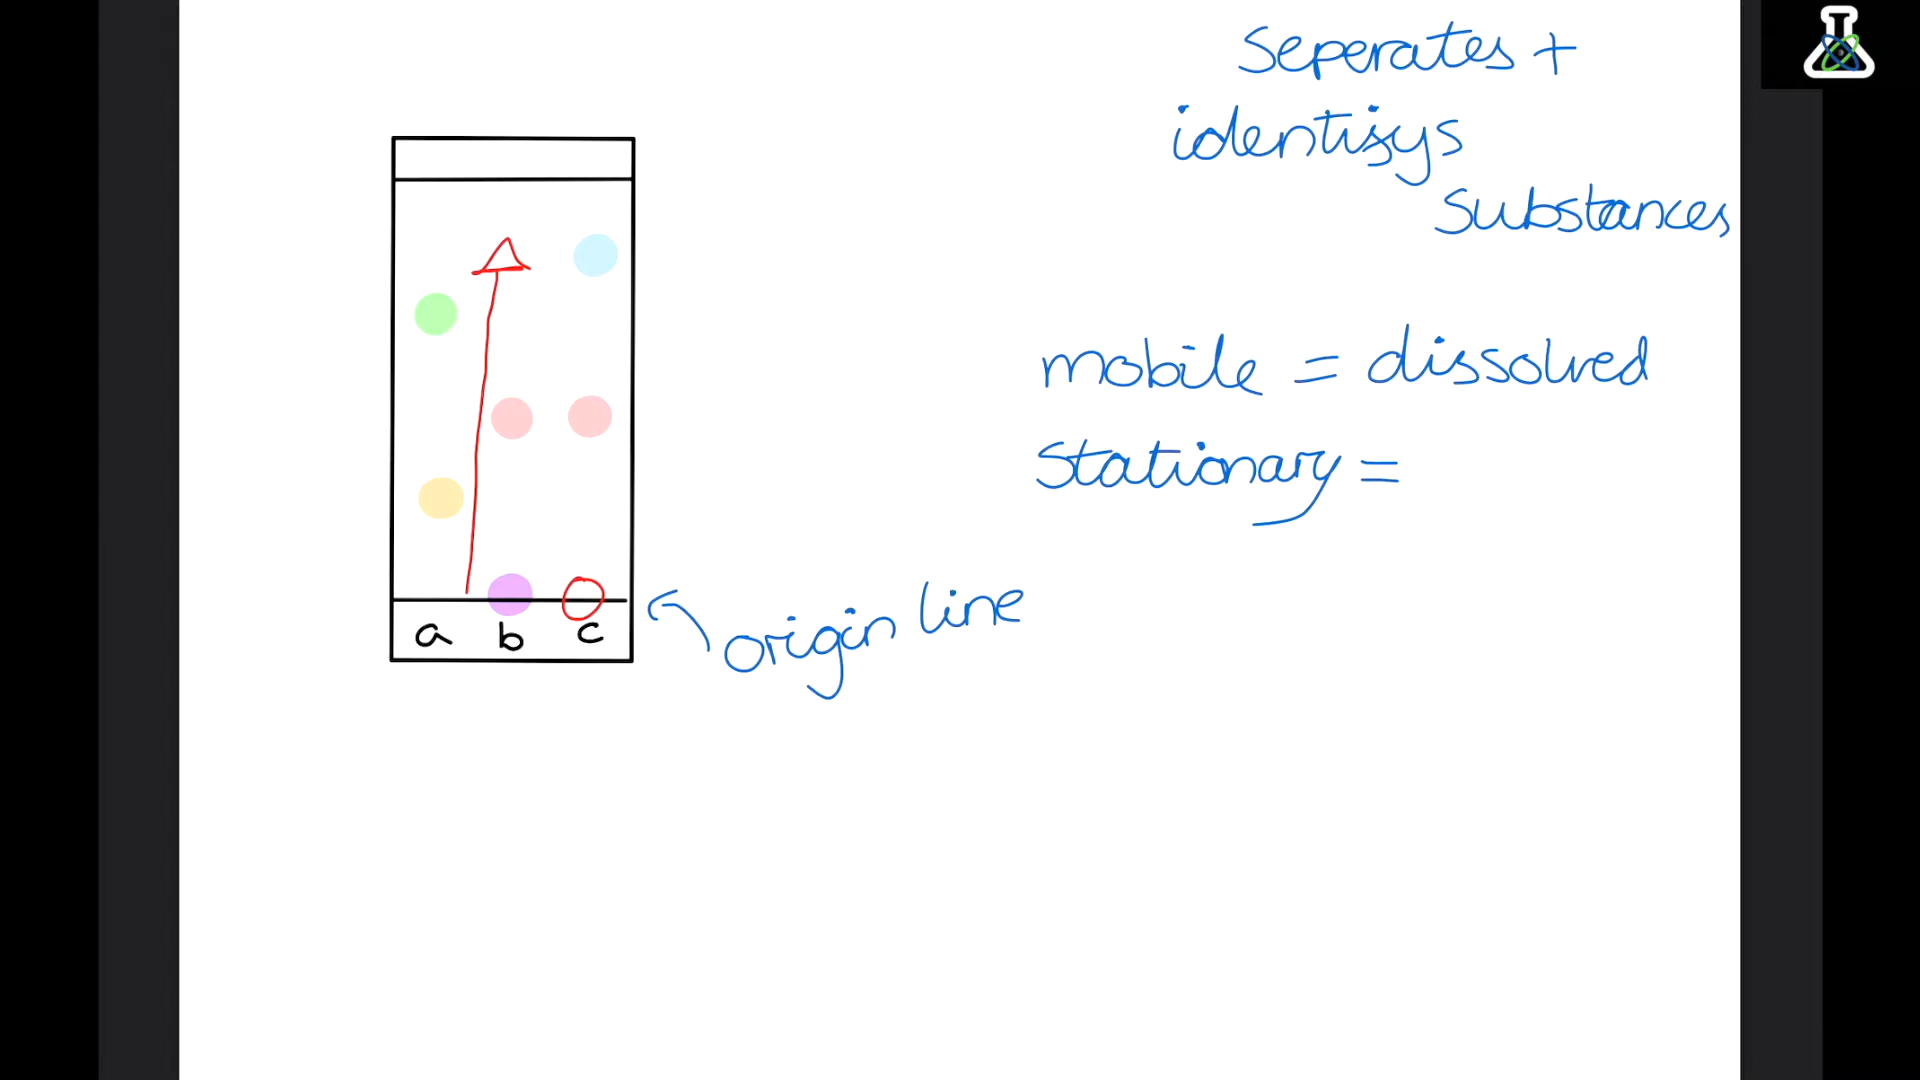 Seperates +
identifys
Substances
mobile = dissolved
Stationary =
origin line
a b c